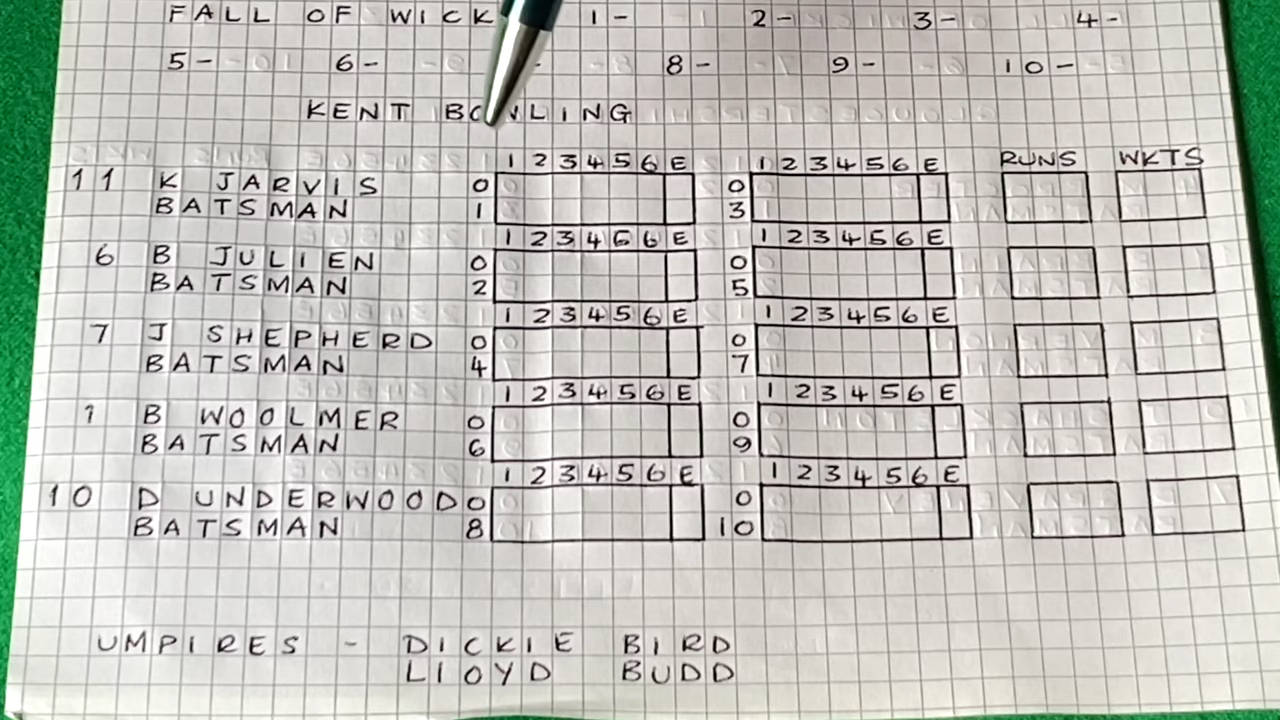 FALL OF WICK 1- 2- 3- 4-
5- 6- - 8- 9- 10-
KENT BOWLING
1 2 3 4 5 6 E 1 2 3 4 5 6 E RUNS WKTS
11 K JARVIS 0 0
BATSMAN 1 3
1 2 3 4 5 6 E 1 2 3 4 5 6 E
6 B JULIEN 0 0
BATSMAN 2 5
1 2 3 4 5 6 E 1 2 3 4 5 6 E
7 J SHEPHERD 0 0
BATSMAN 4 7
1 2 3 4 5 6 E 1 2 3 4 5 6 E
1 B WOOLMER 0 0
BATSMAN 6 9
1 2 3 4 5 6 E 1 2 3 4 5 6 E
10 D UNDERWOOD 0 0
BATSMAN 8 10
UMPIRES - DICKIE BIRD
LLOYD BUDD